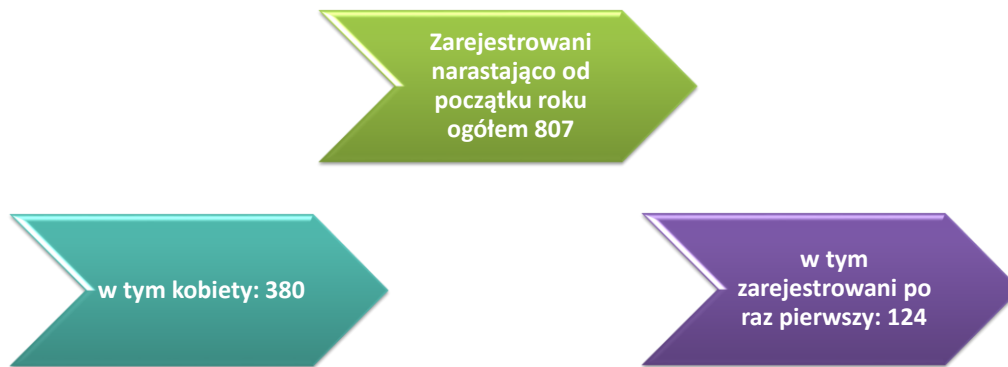 Zarejestrowani
narastająco od
początku roku
ogółem 807
w tym kobiety: 380
w tym
zarejestrowani po
raz pierwszy: 124